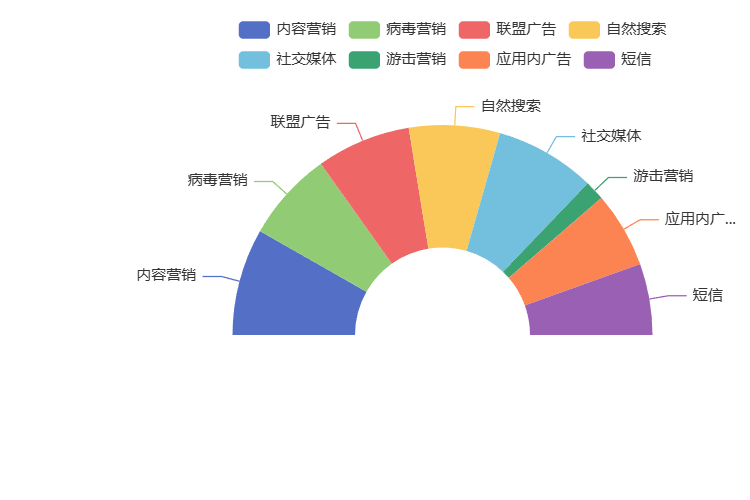 内容营销 病毒营销 联盟广告 自然搜索
社交媒体 游击营销 应用内广告 短信
自然搜索
联盟广告
社交媒体
游击营销
病毒营销
应用内广...
内容营销
短信